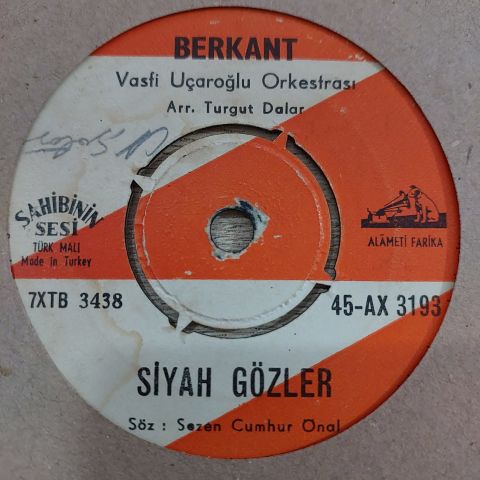 BERKANT
Vasfi Uçaroğlu Orkestrası
Arr. Turgut Dalar
SAHİBİNİN
SESİ
TÜRK MALI
Made in Turkey
ALÂMETİ FARİKA
7XTB 3438
45-AX 3193
SİYAH GÖZLER
Söz : Sezen Cumhur Önal